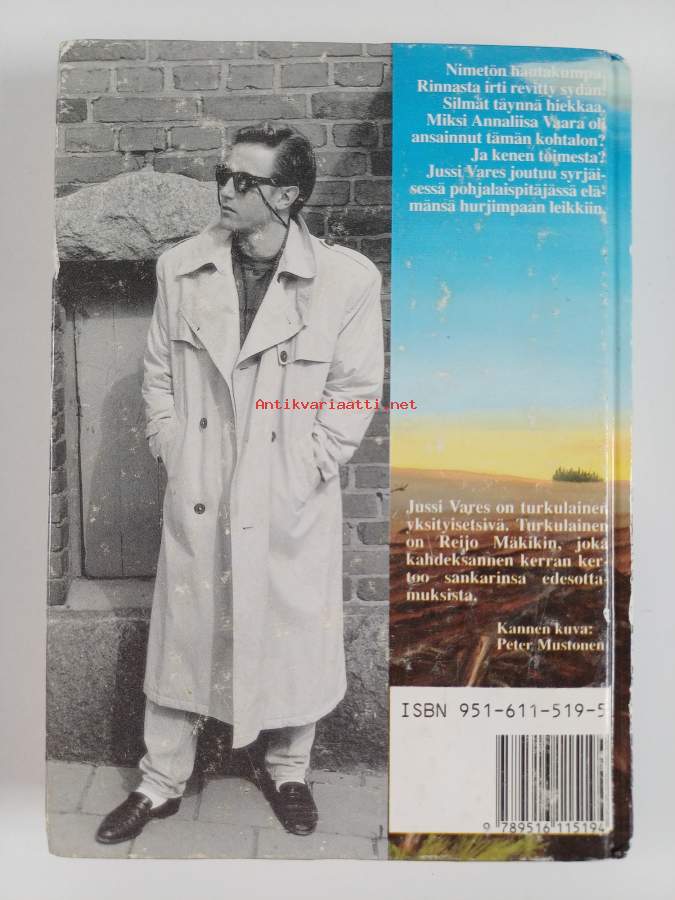 Nimetön hautakumpu.
Rinnasta irti revitty sydän.
Silmät täynnä hiekkaa.
Miksi Annaliisa Vaara oli
ansainnut tämän kohtalon?
Ja kenen toimesta?
Jussi Vares joutuu syrjäi-
sessä pohjalaispitäjässä elä-
mänsä hurjimpaan leikkiin.
Antikvariaatti.net
Jussi Vares on turkulainen
yksityisetsivä. Turkulainen
on Reijo Mäkikin, joka
kahdeksannen kerran ker-
too sankarinsa edesotta-
muksista.
Kannen kuva:
Peter Mustonen
ISBN 951-611-519-5
9 789516 115194